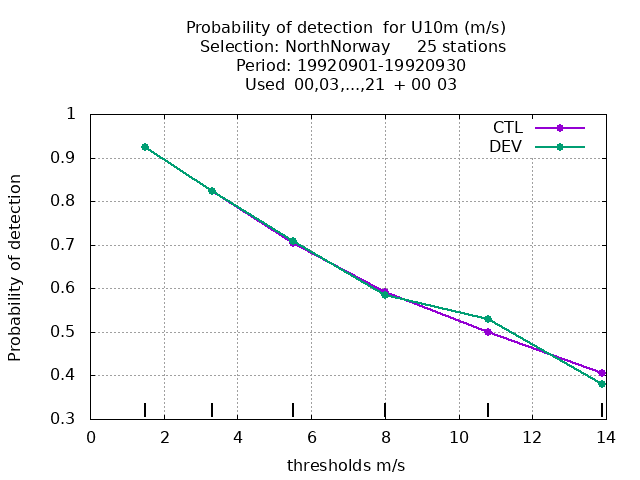 Probability of detection  for U10m (m/s)
Selection: NorthNorway     25 stations
Period: 19920901-19920930
Used  00,03,...,21  + 00 03
CTL
DEV
1
0.9
0.8
0.7
0.6
0.5
0.4
0.3
Probability of detection
0 2 4 6 8 10 12 14
thresholds m/s